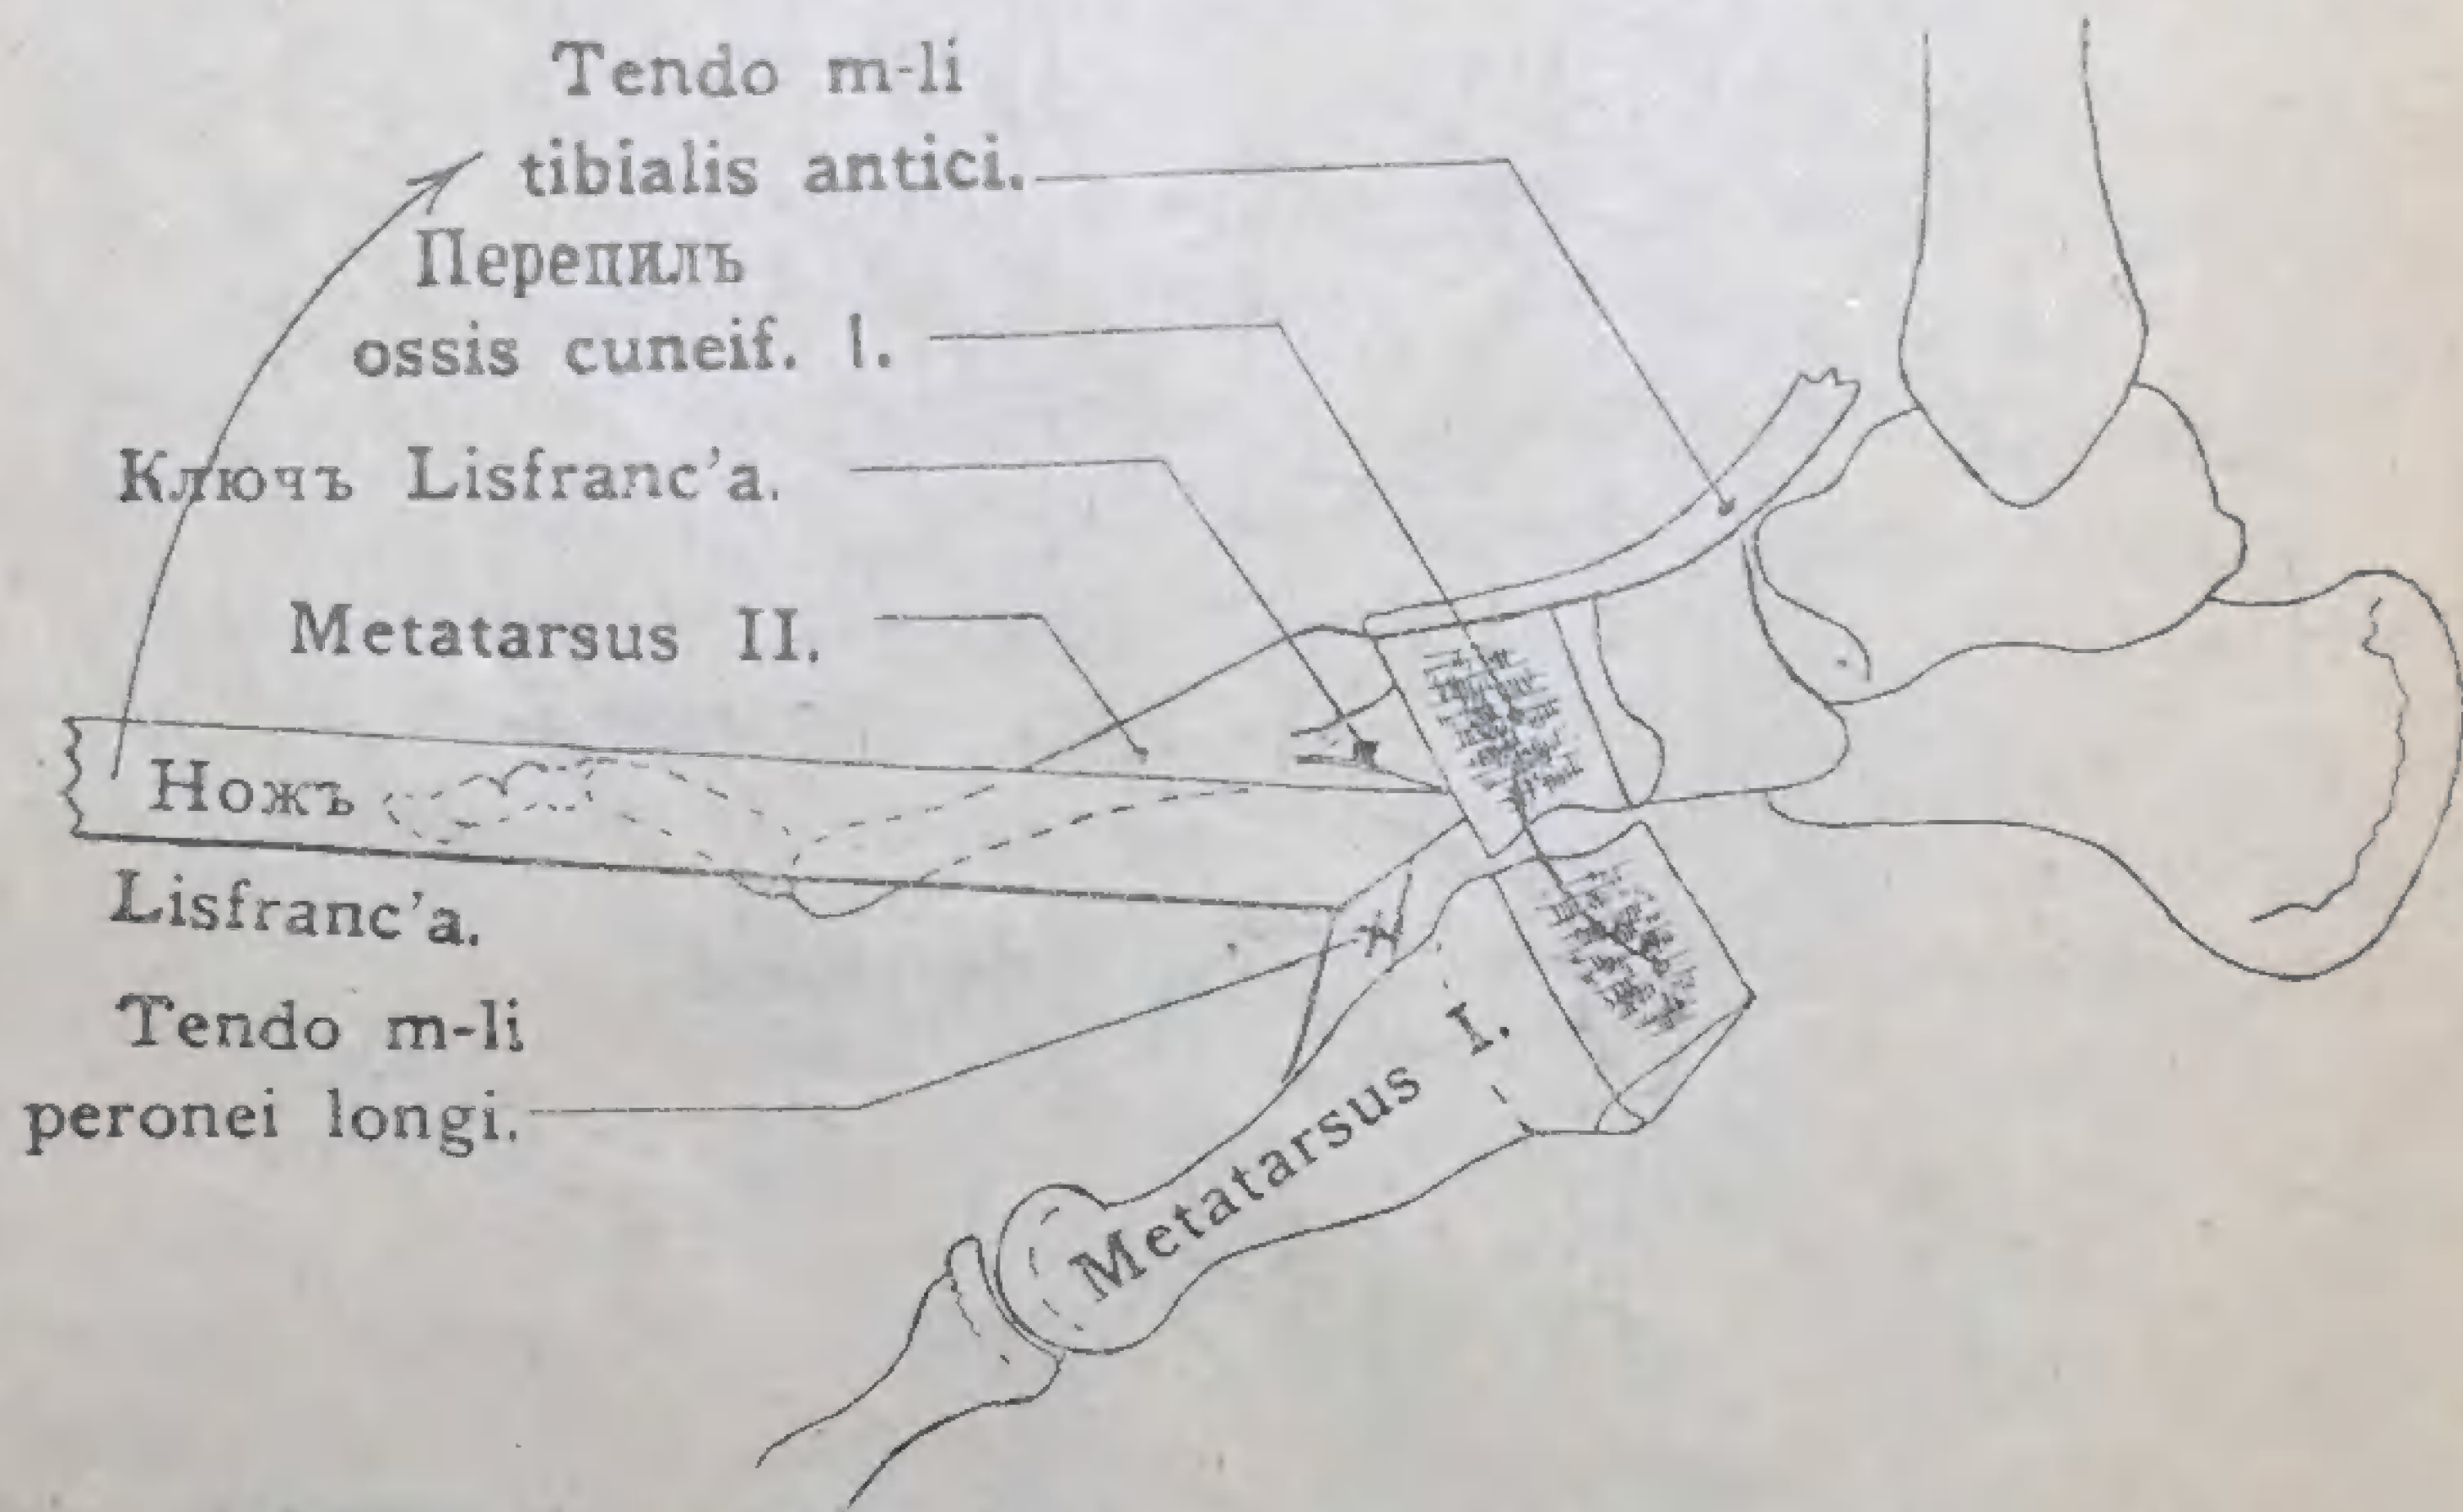 Tendo m-li
tibialis antici.
Перепилъ
ossis cuneif. I.
Ключъ Lisfranc’a.
Metatarsus II.
Ножъ
Lisfranc’a.
Tendo m-li
peronei longi.
Metatarsus I.